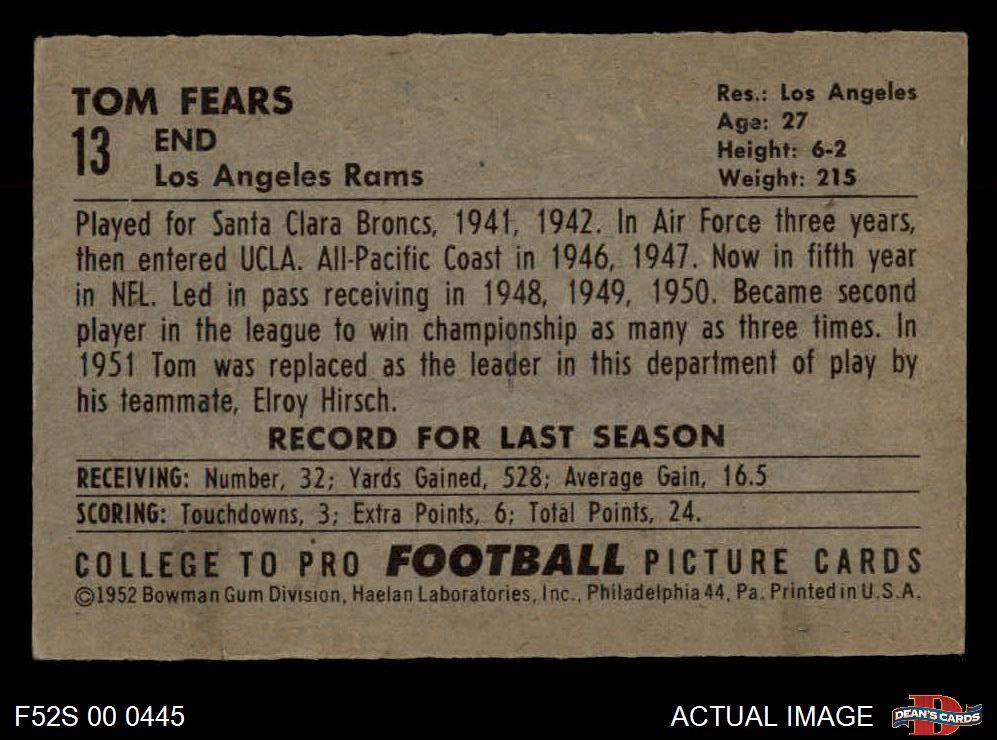 TOM FEARS
13 END
Los Angeles Rams
Res.: Los Angeles
Age: 27
Height: 6-2
Weight: 215
Played for Santa Clara Broncs, 1941, 1942. In Air Force three years,
then entered UCLA. All-Pacific Coast in 1946, 1947. Now in fifth year
in NFL. Led in pass receiving in 1948, 1949, 1950. Became second
player in the league to win championship as many as three times. In
1951 Tom was replaced as the leader in this department of play by
his teammate, Elroy Hirsch.
RECORD FOR LAST SEASON
RECEIVING: Number, 32; Yards Gained, 528; Average Gain, 16.5
SCORING: Touchdowns, 3; Extra Points, 6; Total Points, 24.
COLLEGE TO PRO FOOTBALL PICTURE CARDS
©1952 Bowman Gum Division, Haelan Laboratories, Inc., Philadelphia 44, Pa. Printed in U.S.A.
F52S 00 0445
ACTUAL IMAGE
D
DEAN'S CARDS